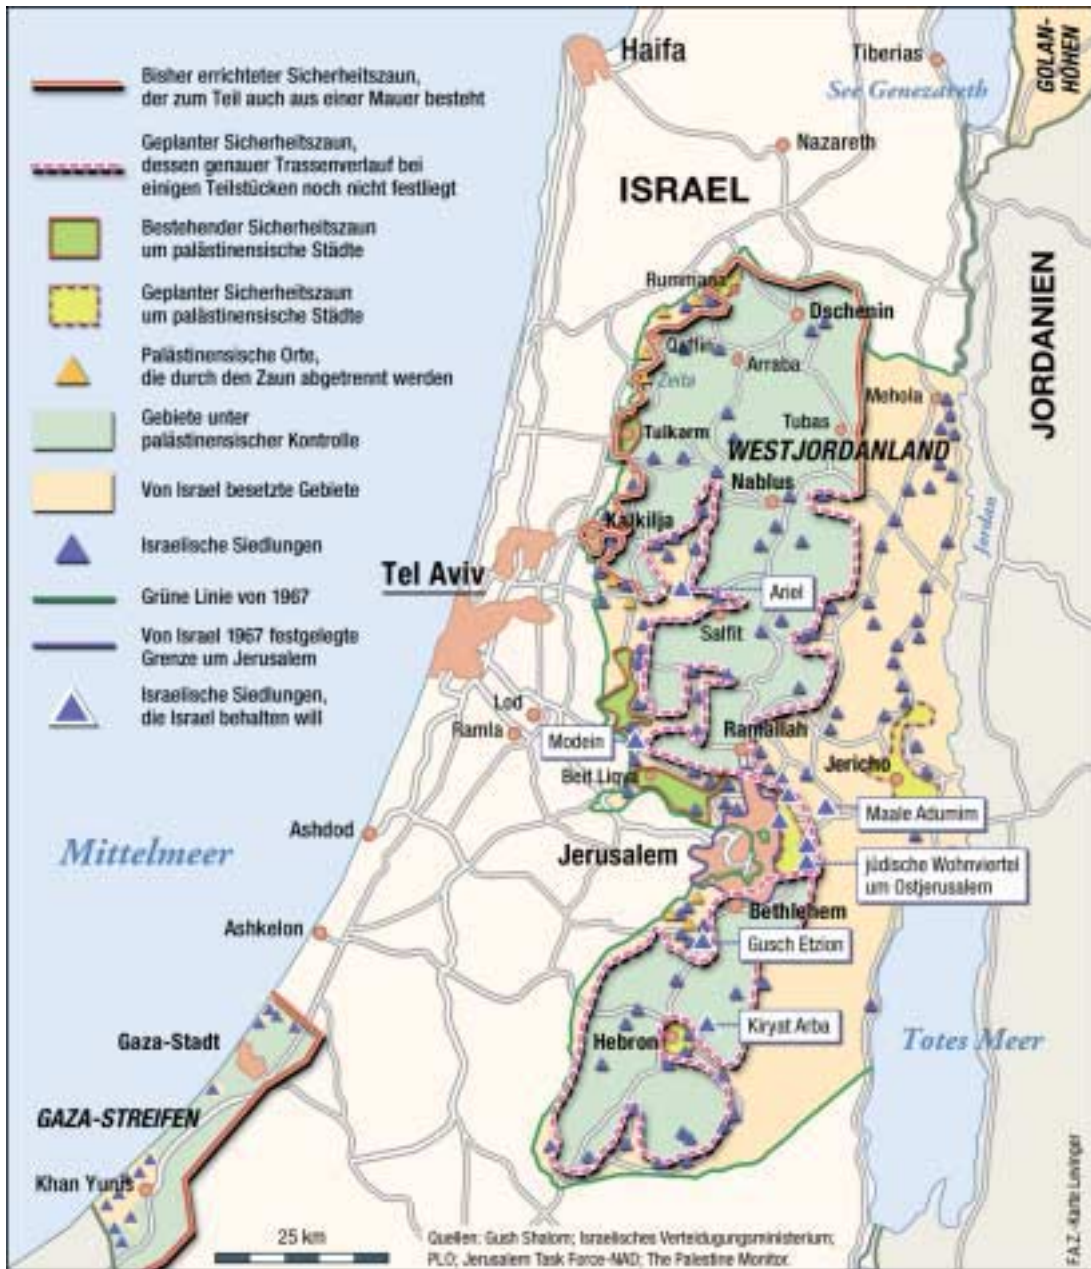 Bisher errichteter Sicherheitszaun,
der zum Teil auch aus einer Mauer besteht
Geplanter Sicherheitszaun,
dessen genauer Trassenverlauf bei
einigen Teilstücken noch nicht festliegt
Bestehender Sicherheitszaun
um palästinensische Städte
Geplanter Sicherheitszaun
um palästinensische Städte
Palästinensische Orte,
die durch den Zaun abgetrennt werden
Gebiete unter
palästinensischer Kontrolle
Von Israel besetzte Gebiete
Israelische Siedlungen
Grüne Linie von 1967
Von Israel 1967 festgelegte
Grenze um Jerusalem
Israelische Siedlungen,
die Israel behalten will
Haifa
Tiberias
See Genezareth
GOLAN-
HÖHEN
Nazareth
ISRAEL
JORDANIEN
Rummana
Dschenin
Qaffin
Arraba
Zeita
Mehola
Tubas
Tulkarm
WESTJORDANLAND
Nablus
Kalkilja
Jordan
Tel Aviv
Ariel
Salfit
Lod
Ramla
Modein
Ramallah
Beit Liqya
Jericho
Maale Adumim
Ashdod
Mittelmeer
Jerusalem
jüdische Wohnviertel
um Ostjerusalem
Bethlehem
Ashkelon
Gusch Etzion
Kiryat Arba
Hebron
Gaza-Stadt
Totes Meer
GAZA-STREIFEN
Khan Yunis
25 km
Quellen: Gush Shalom; Israelisches Verteidigungsministerium;
PLO; Jerusalem Task Force-NAD; The Palestine Monitor.
F.A.Z.-Karte Levinger